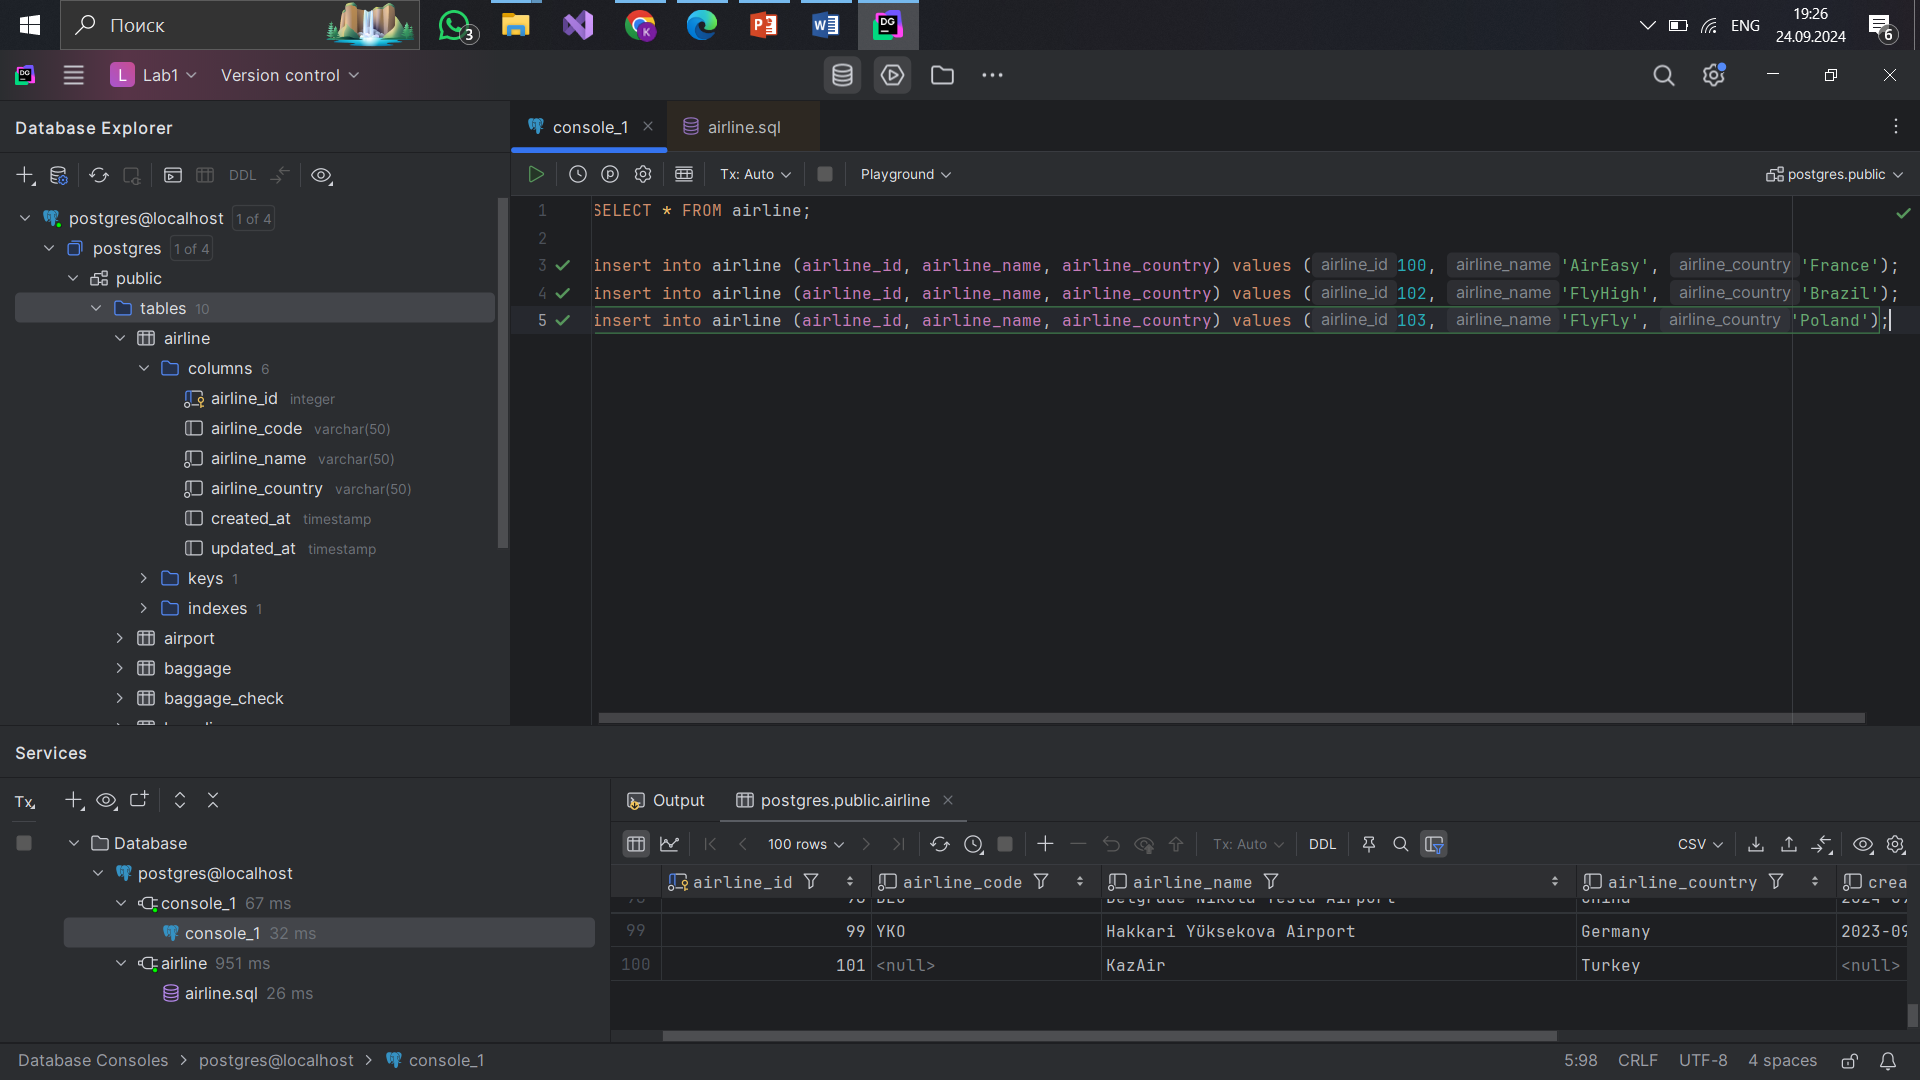 Поиск
3
ENG
19:26
24.09.2024
6
L Lab1
Version control
Database Explorer
console_1
airline.sql
DDL
Tx: Auto
Playground
postgres.public
postgres@localhost 1 of 4
postgres 1 of 4
public
tables 10
airline
columns 6
airline_id integer
airline_code varchar(50)
airline_name varchar(50)
airline_country varchar(50)
created_at timestamp
updated_at timestamp
keys 1
indexes 1
airport
baggage
baggage_check
1 SELECT * FROM airline;
2
3 insert into airline (airline_id, airline_name, airline_country) values ( airline_id 100, airline_name 'AirEasy', airline_country 'France');
4 insert into airline (airline_id, airline_name, airline_country) values ( airline_id 102, airline_name 'FlyHigh', airline_country 'Brazil');
5 insert into airline (airline_id, airline_name, airline_country) values ( airline_id 103, airline_name 'FlyFly', airline_country 'Poland');
Services
Tx
Database
postgres@localhost
console_1 67 ms
console_1 32 ms
airline 951 ms
airline.sql 26 ms
Output
postgres.public.airline
100 rows
Tx: Auto
DDL
CSV
airline_id airline_code airline_name airline_country crea
99 99 YKO Hakkari Yüksekova Airport Germany 2023-09
100 101 <null> KazAir Turkey <null>
Database Consoles > postgres@localhost > console_1
5:98 CRLF UTF-8 4 spaces